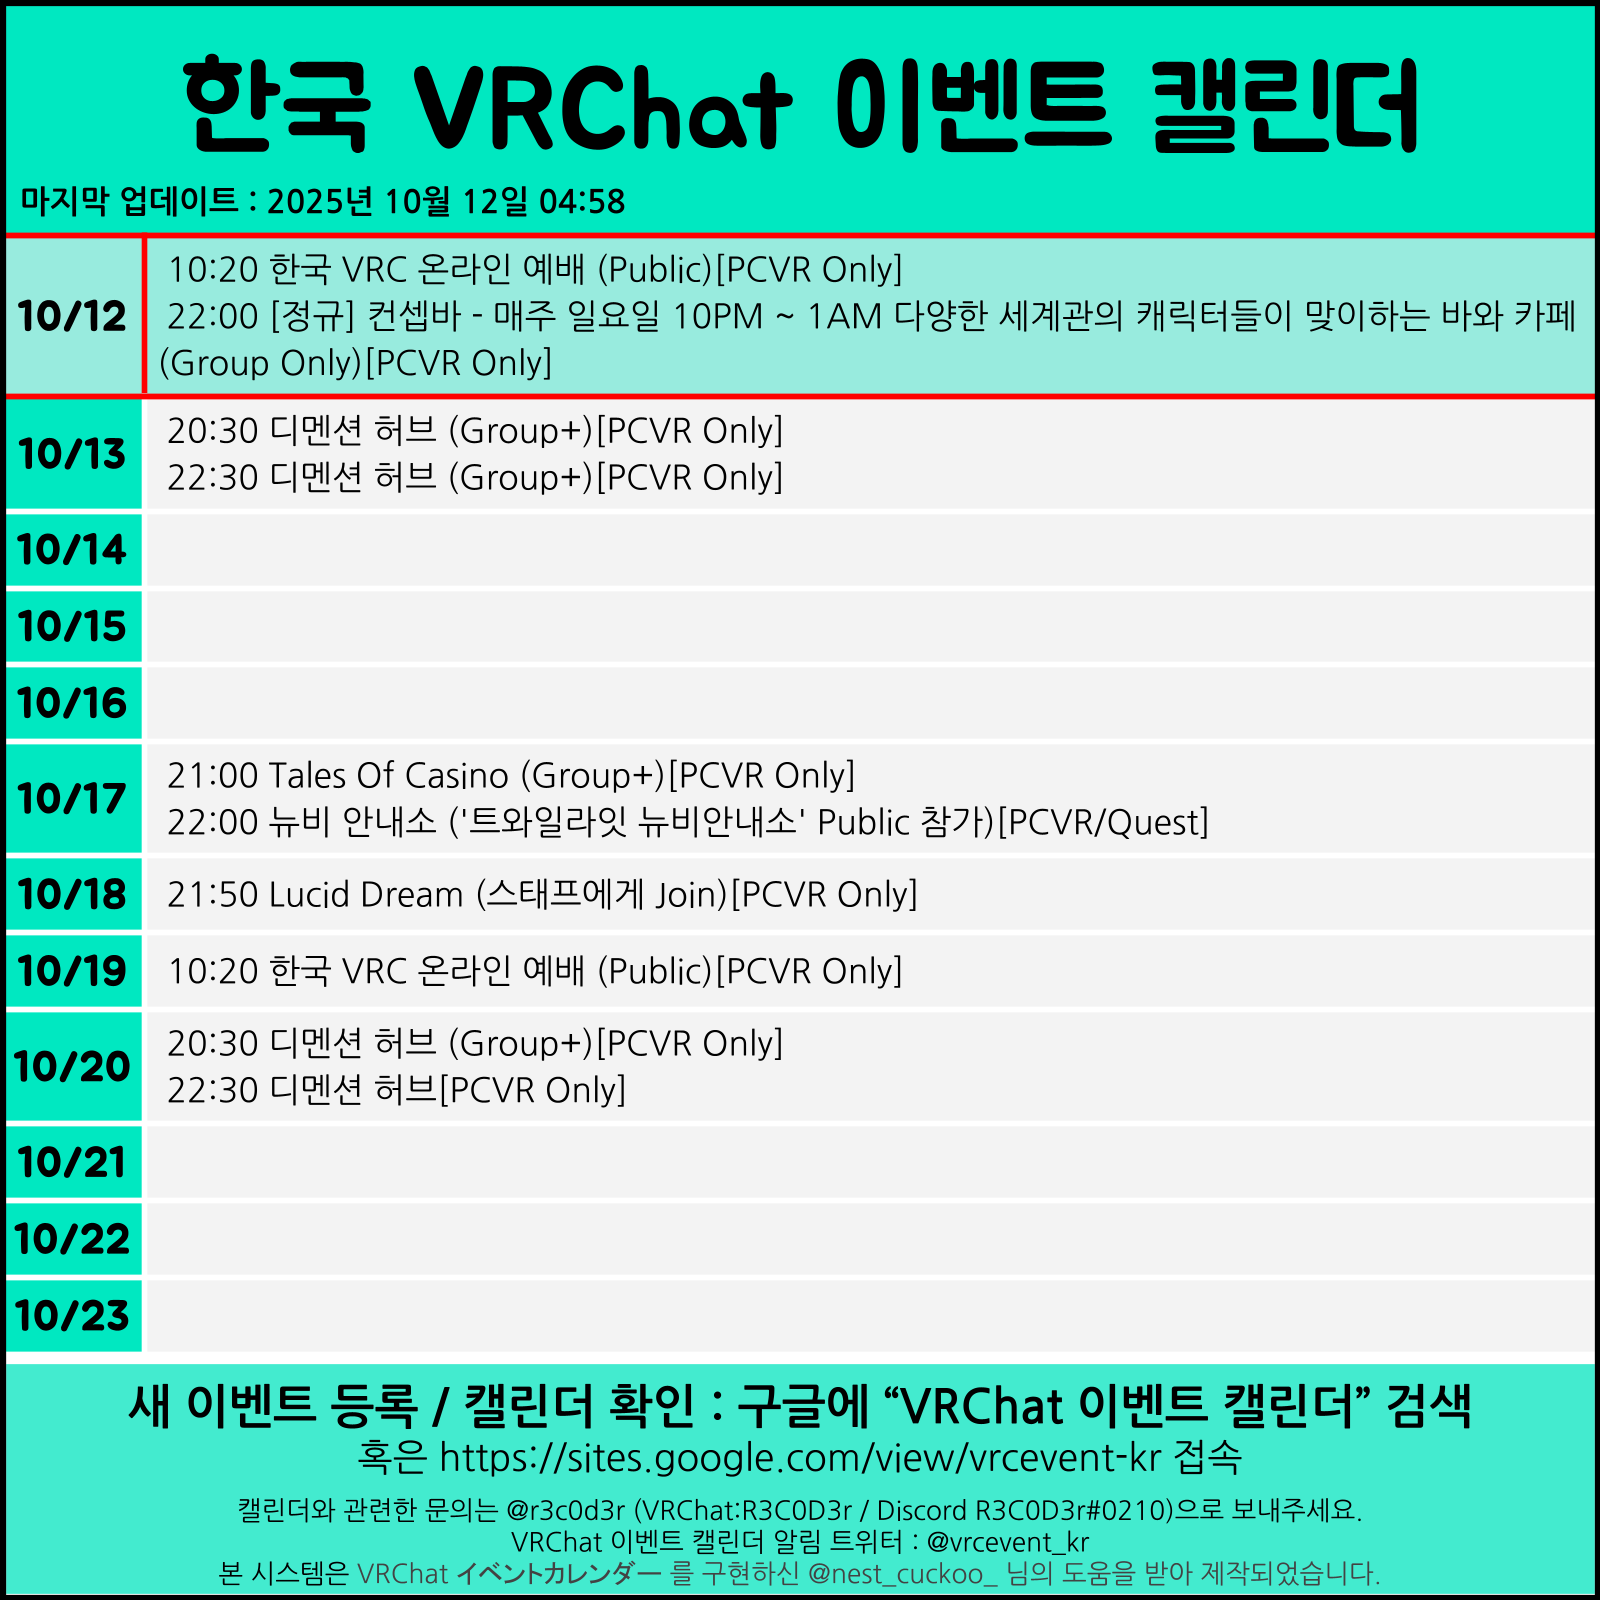 한국 VRChat 이벤트 캘린더
마지막 업데이트 : 2025년 10월 12일 04:58
10/12
10:20 한국 VRC 온라인 예배 (Public)[PCVR Only]
22:00 [정규] 컨셉바 - 매주 일요일 10PM ~ 1AM 다양한 세계관의 캐릭터들이 맞이하는 바와 카페
(Group Only)[PCVR Only]
10/13
20:30 디멘션 허브 (Group+)[PCVR Only]
22:30 디멘션 허브 (Group+)[PCVR Only]
10/14
10/15
10/16
10/17
21:00 Tales Of Casino (Group+)[PCVR Only]
22:00 뉴비 안내소 ('트와일라잇 뉴비안내소' Public 참가)[PCVR/Quest]
10/18
21:50 Lucid Dream (스태프에게 Join)[PCVR Only]
10/19
10:20 한국 VRC 온라인 예배 (Public)[PCVR Only]
10/20
20:30 디멘션 허브 (Group+)[PCVR Only]
22:30 디멘션 허브[PCVR Only]
10/21
10/22
10/23
새 이벤트 등록 / 캘린더 확인 : 구글에 “VRChat 이벤트 캘린더” 검색
혹은 https://sites.google.com/view/vrcevent-kr 접속
캘린더와 관련한 문의는 @r3c0d3r (VRChat:R3C0D3r / Discord R3C0D3r#0210)으로 보내주세요.
VRChat 이벤트 캘린더 알림 트위터 : @vrcevent_kr
본 시스템은 VRChat イベントカレンダー 를 구현하신 @nest_cuckoo_ 님의 도움을 받아 제작되었습니다.